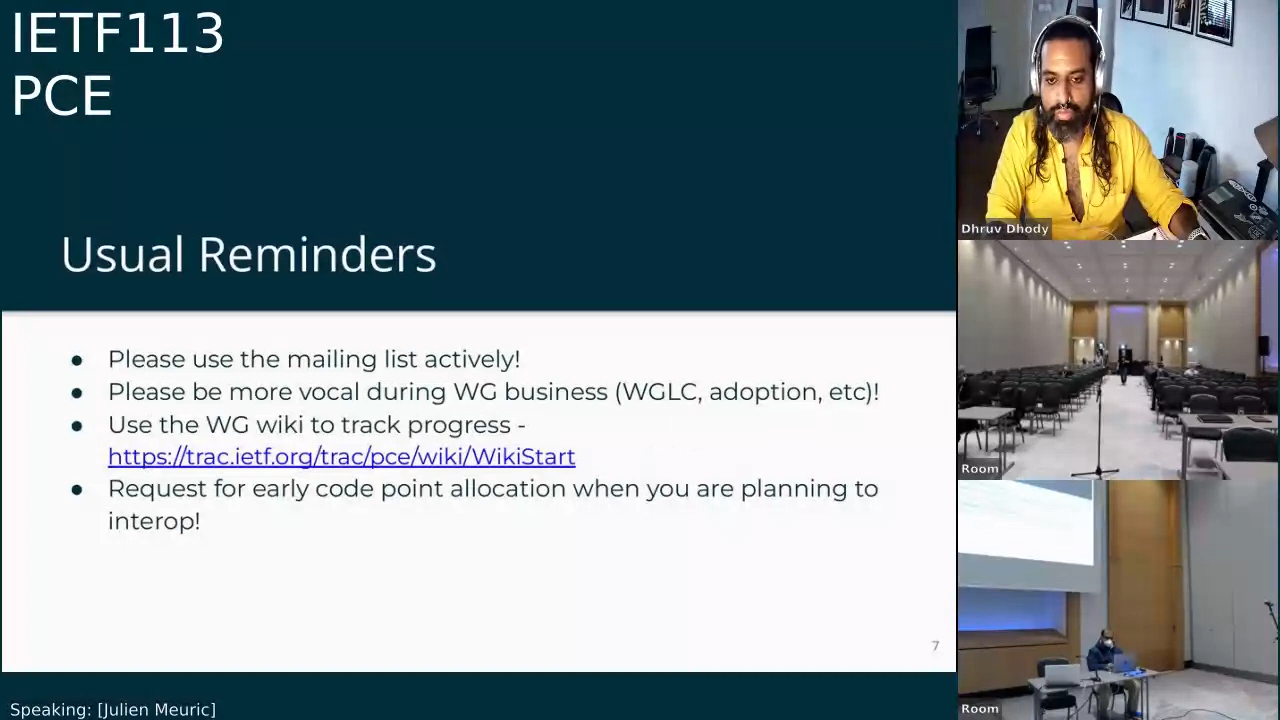 IETF113
PCE
Usual Reminders
● Please use the mailing list actively!
● Please be more vocal during WG business (WGLC, adoption, etc)!
● Use the WG wiki to track progress -
https://trac.ietf.org/trac/pce/wiki/WikiStart
● Request for early code point allocation when you are planning to
interop!
7
Speaking: [Julien Meuric]
Dhruv Dhody
Room
Room